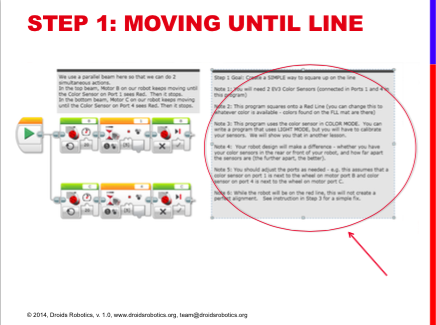 STEP 1: MOVING UNTIL LINE
We use a parallel beam here so that we can do 2
simultaneous actions.
In the top beam, Motor B on our robot keeps moving until
the Color Sensor on Port 1 sees Red. Then it stops.
In the bottom beam, Motor C on our robot keeps moving
until the Color Sensor on Port 4 sees Red. Then it stops.
Step 1 Goal: Create a SIMPLE way to square up on the line
Note 1: You will need 2 EV3 Color Sensors (connected in Ports 1 and 4 in
this program)
Note 2: This program squares onto a Red Line (you can change this to
whatever color is available - colors found on the FLL mat are there)
Note 3: This program uses the color sensor in COLOR MODE. You can
write a program that uses LIGHT MODE, but you will have to calibrate
your sensors. We will show you that in another lesson.
Note 4: Your robot design will make a difference - whether you have
your color sensors in the rear or front of your robot, and how far apart
the sensors are (the further apart, the better).
Note 5: You should adjust the ports as needed - e.g. this assumes that a
color sensor on port 1 is next to the wheel on motor port B and color
sensor on port 4 is next to the wheel on motor port C.
Note 6: While the robot will be on the red line, this will not create a
perfect alignment. See instruction in Step 3 for a simple fix.
© 2014, Droids Robotics, v. 1.0, www.droidsrobotics.org, team@droidsrobotics.org